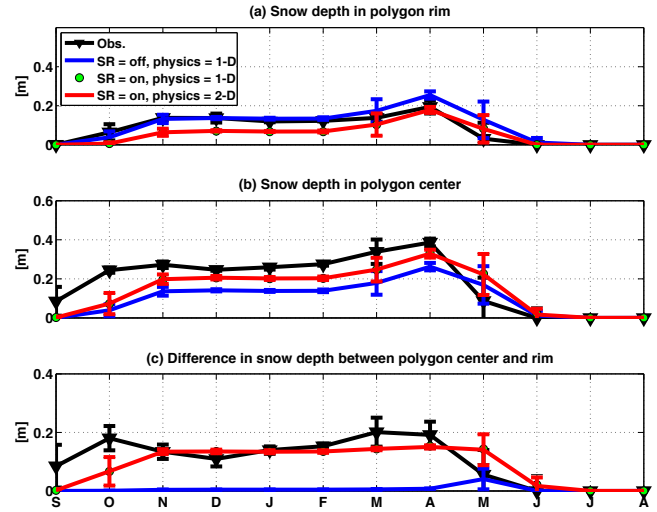 (a) Snow depth in polygon rim
Obs.
SR = off, physics = 1-D
SR = on, physics = 1-D
SR = on, physics = 2-D
[m]
0.4
0.2
0
(b) Snow depth in polygon center
[m]
0.6
0.4
0.2
0
(c) Difference in snow depth between polygon center and rim
[m]
0.4
0.2
0
S O N D J F M A M J J A